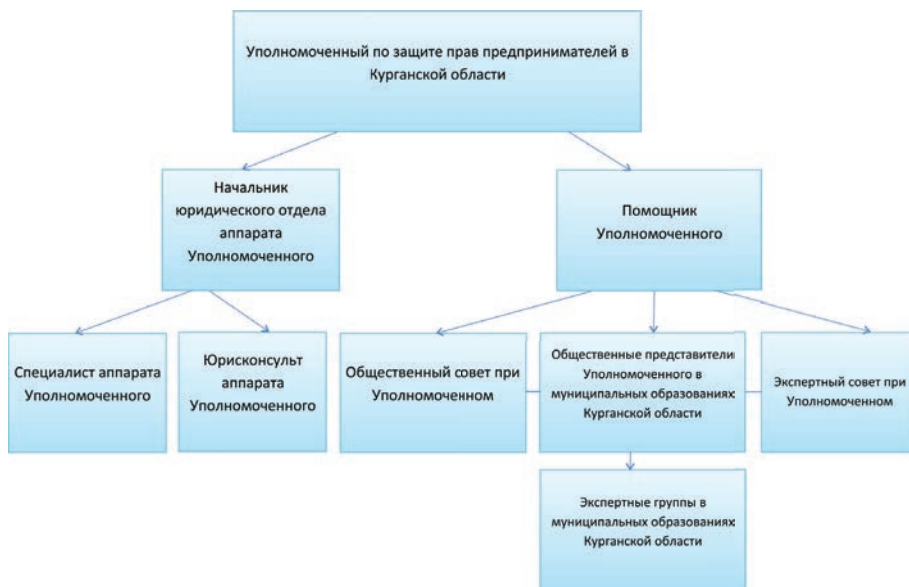 Уполномоченный по защите прав предпринимателей в
Курганской области
Начальник
юридического отдела
аппарата
Уполномоченного
Помощник
Уполномоченного
Специалист аппарата
Уполномоченного
Юрисконсульт
аппарата
Уполномоченного
Общественный совет при
Уполномоченном
Общественные представители
Уполномоченного в
муниципальных образованиях
Курганской области
Экспертный совет при
Уполномоченном
Экспертные группы в
муниципальных образованиях
Курганской области